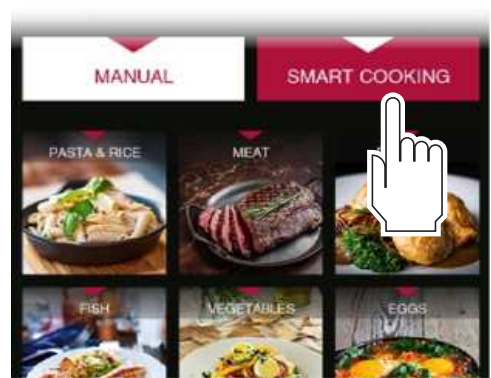 MANUAL
SMART COOKING
PASTA & RICE
MEAT
FISH
VEGETABLES
EGGS